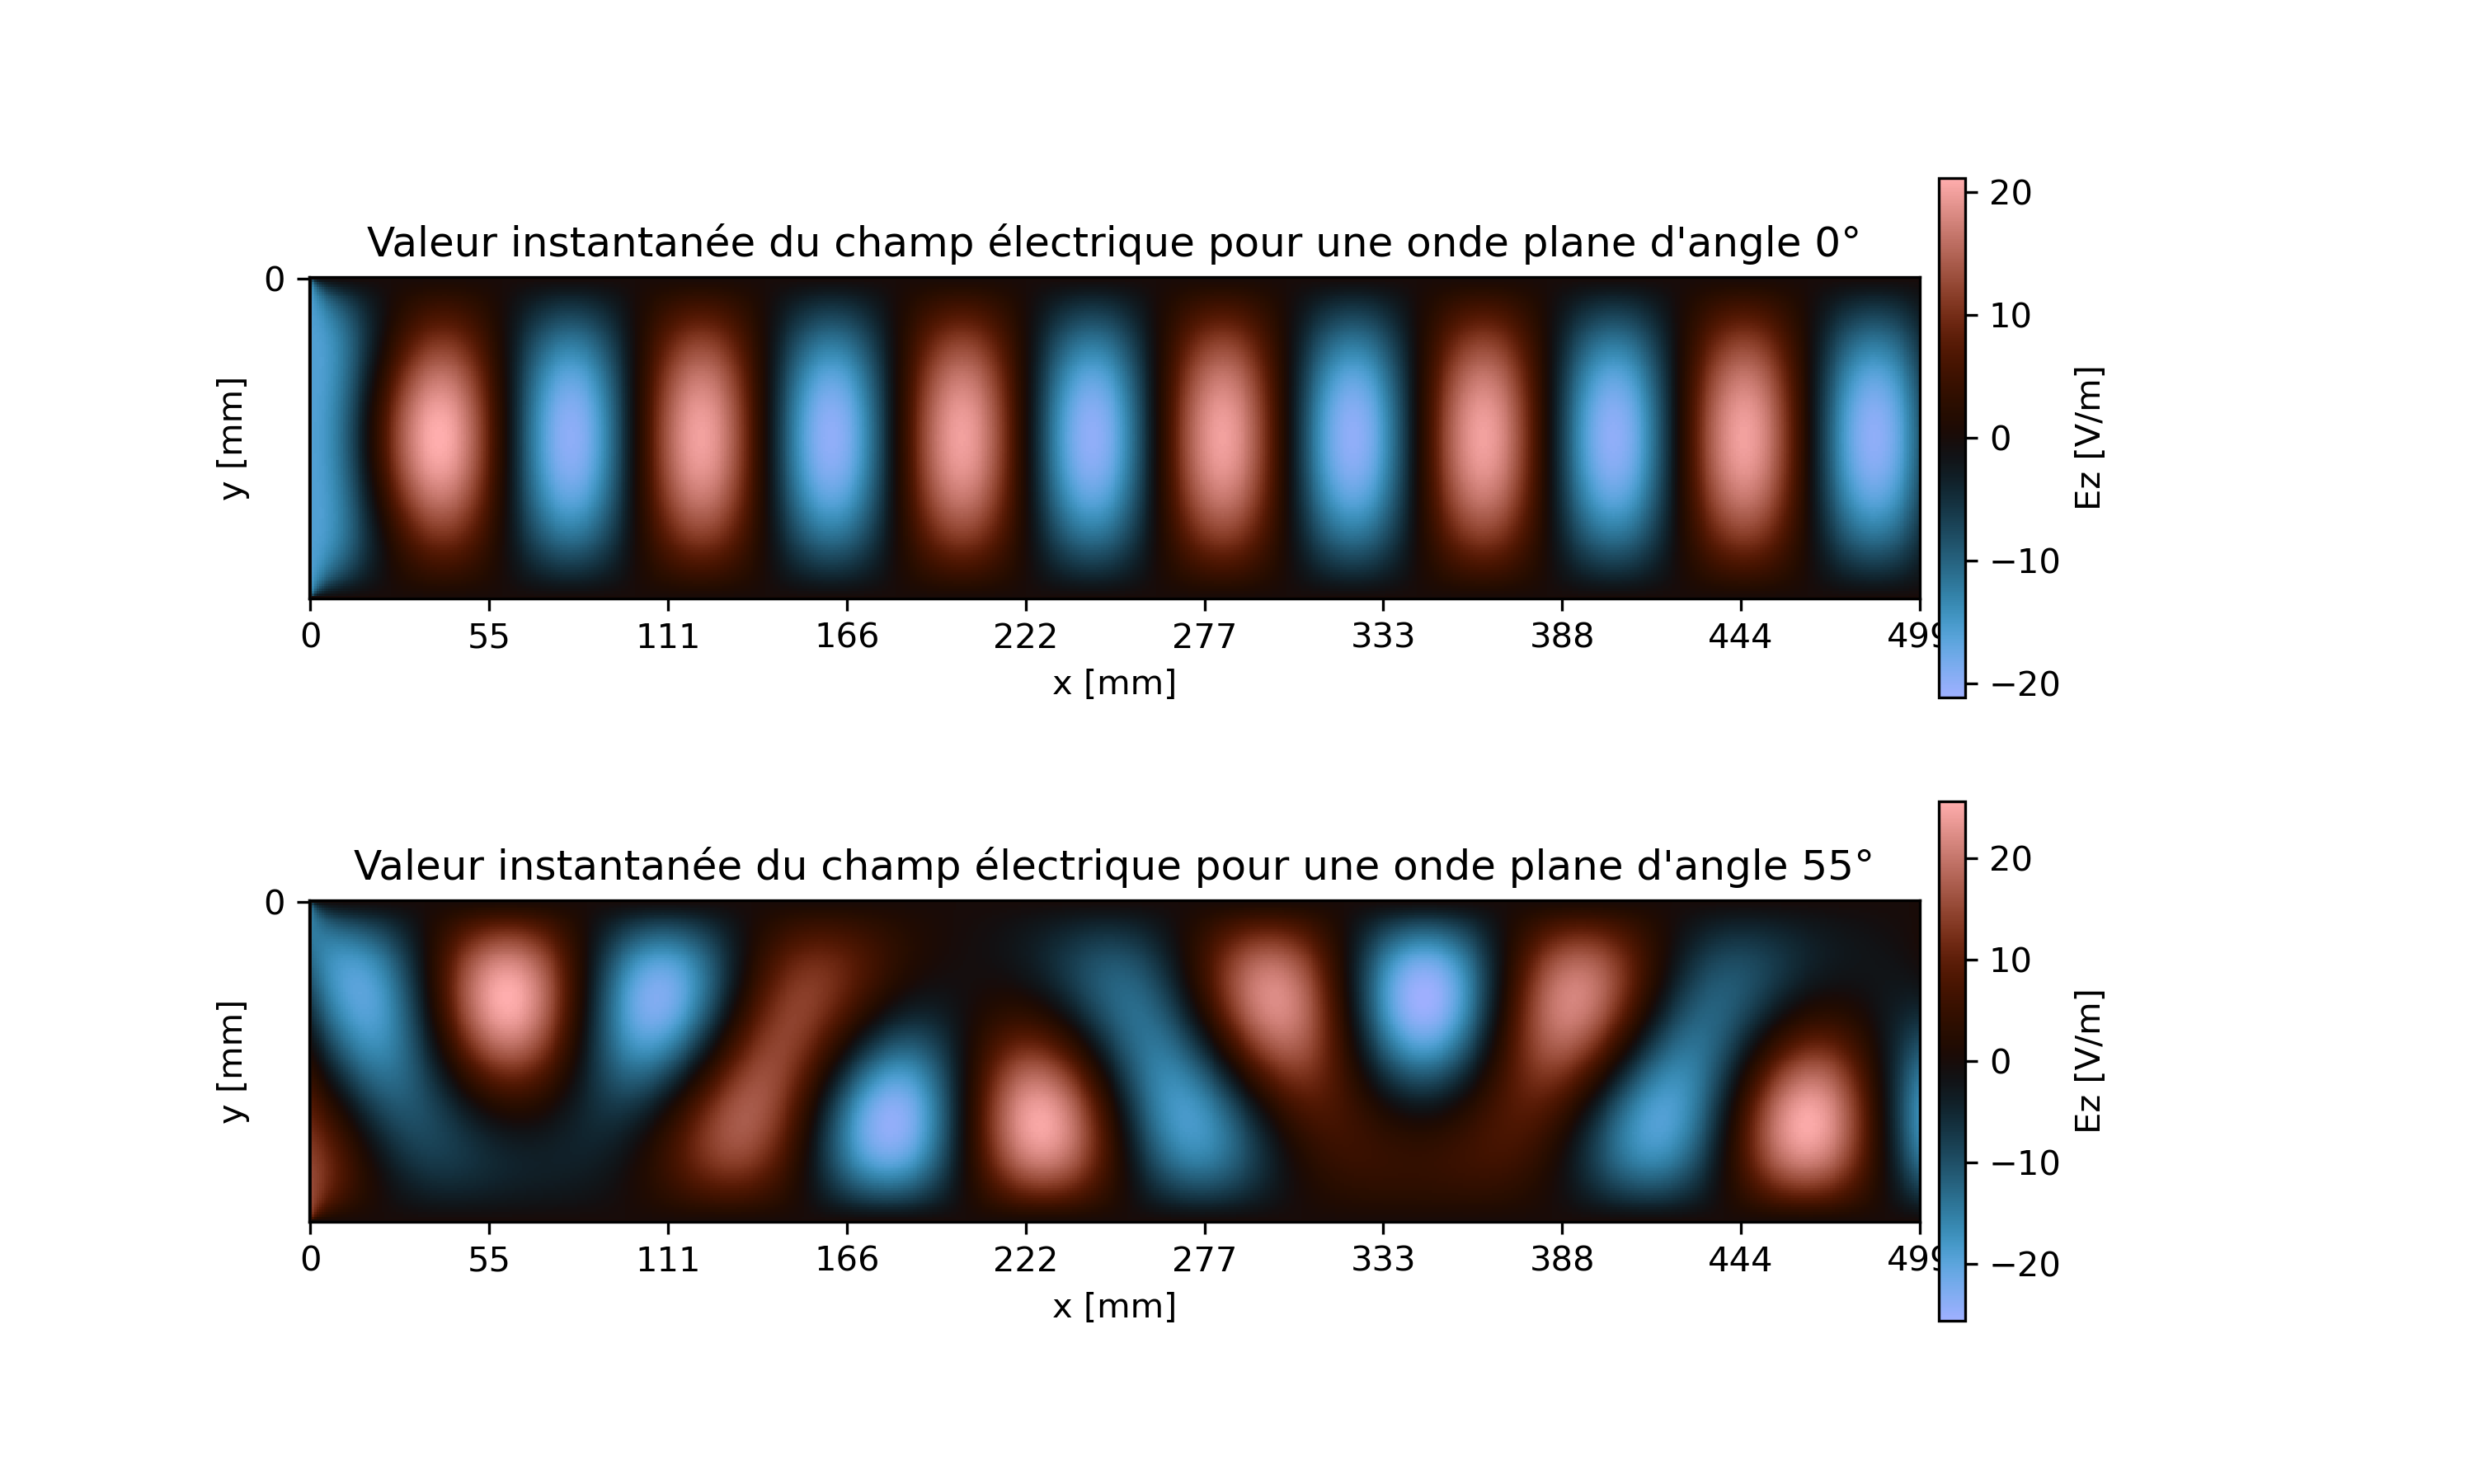 Valeur instantanée du champ électrique pour une onde plane d'angle 0°
0
y [mm]
0 55 111 166 222 277 333 388 444 499
x [mm]
20
10
0
−10
−20
Ez [V/m]
Valeur instantanée du champ électrique pour une onde plane d'angle 55°
0
y [mm]
0 55 111 166 222 277 333 388 444 499
x [mm]
20
10
0
−10
−20
Ez [V/m]